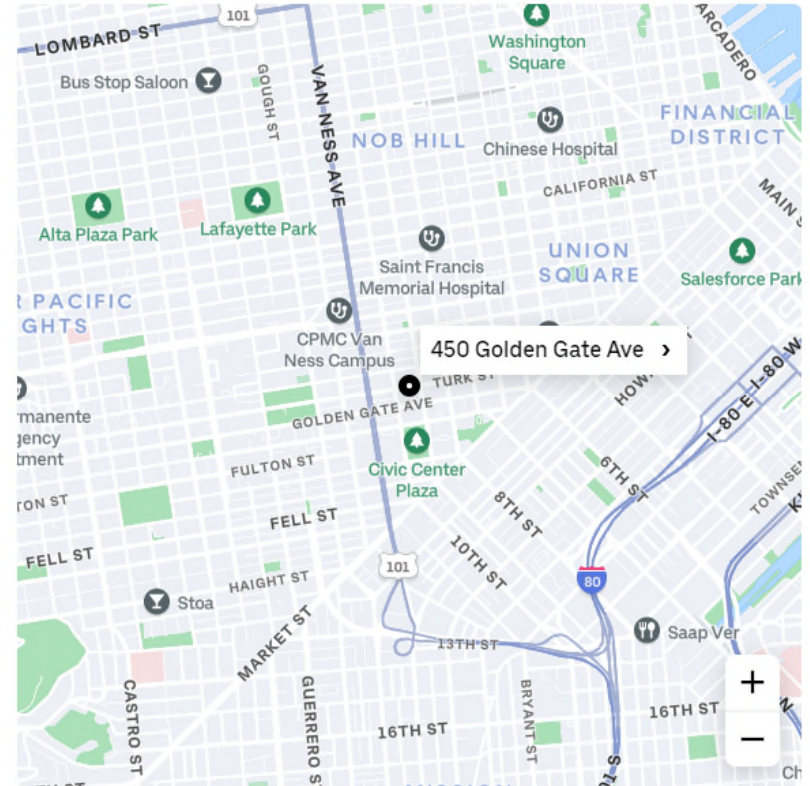 101
LOMBARD ST
Bus Stop Saloon
GOUGH ST
VAN NESS AVE
Washington
Square
ARCADERO
NOB HILL
Chinese Hospital
FINANCIAL
DISTRICT
CALIFORNIA ST
MAIN S
Alta Plaza Park
Lafayette Park
Saint Francis
Memorial Hospital
UNION
SQUARE
Salesforce Park
R PACIFIC
GHTS
CPMC Van
Ness Campus
450 Golden Gate Ave ›
TURK ST
HOW
GOLDEN GATE AVE
I-80-E
I-80-W
rmanente
gency
tment
Civic Center
Plaza
FULTON ST
6TH ST
TOWNSEN
K
TON ST
FELL ST
8TH ST
FELL ST
10TH ST
101
80
HAIGHT ST
Stoa
MARKET ST
13TH ST
Saap Ver
CASTRO ST
GUERRERO S
BRYANT ST
16TH ST
16TH ST
+
−
N
01 S
Ch